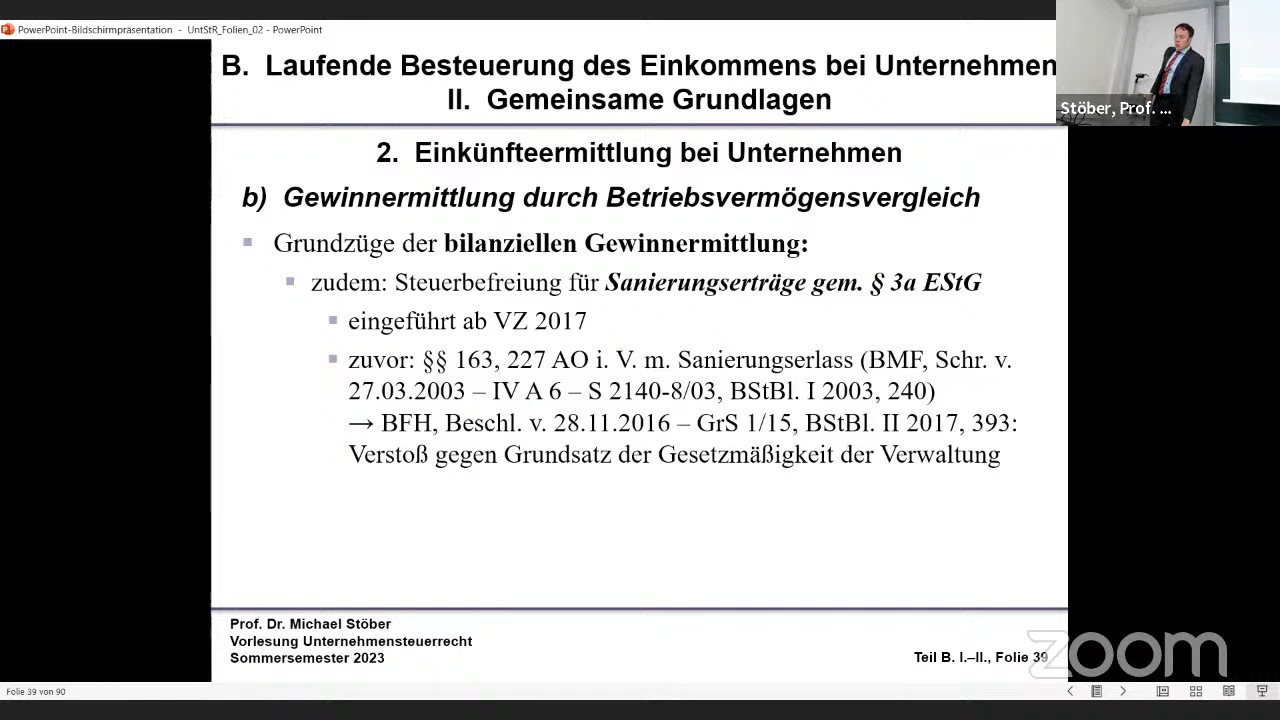 PowerPoint-Bildschirmpräsentation - UntStR_Folien_02 - PowerPoint
B. Laufende Besteuerung des Einkommens bei Unternehmen
II. Gemeinsame Grundlagen
Stöber, Prof. ...
2. Einkünfteermittlung bei Unternehmen
b) Gewinnermittlung durch Betriebsvermögensvergleich
Grundzüge der bilanziellen Gewinnermittlung:
zudem: Steuerbefreiung für Sanierungserträge gem. § 3a EStG
eingeführt ab VZ 2017
zuvor: §§ 163, 227 AO i. V. m. Sanierungserlass (BMF, Schr. v.
27.03.2003 – IV A 6 – S 2140-8/03, BStBl. I 2003, 240)
→ BFH, Beschl. v. 28.11.2016 – GrS 1/15, BStBl. II 2017, 393:
Verstoß gegen Grundsatz der Gesetzmäßigkeit der Verwaltung
Prof. Dr. Michael Stöber
Vorlesung Unternehmensteuerrecht
Sommersemester 2023
Teil B. I.–II., Folie 39
zoom
Folie 39 von 90